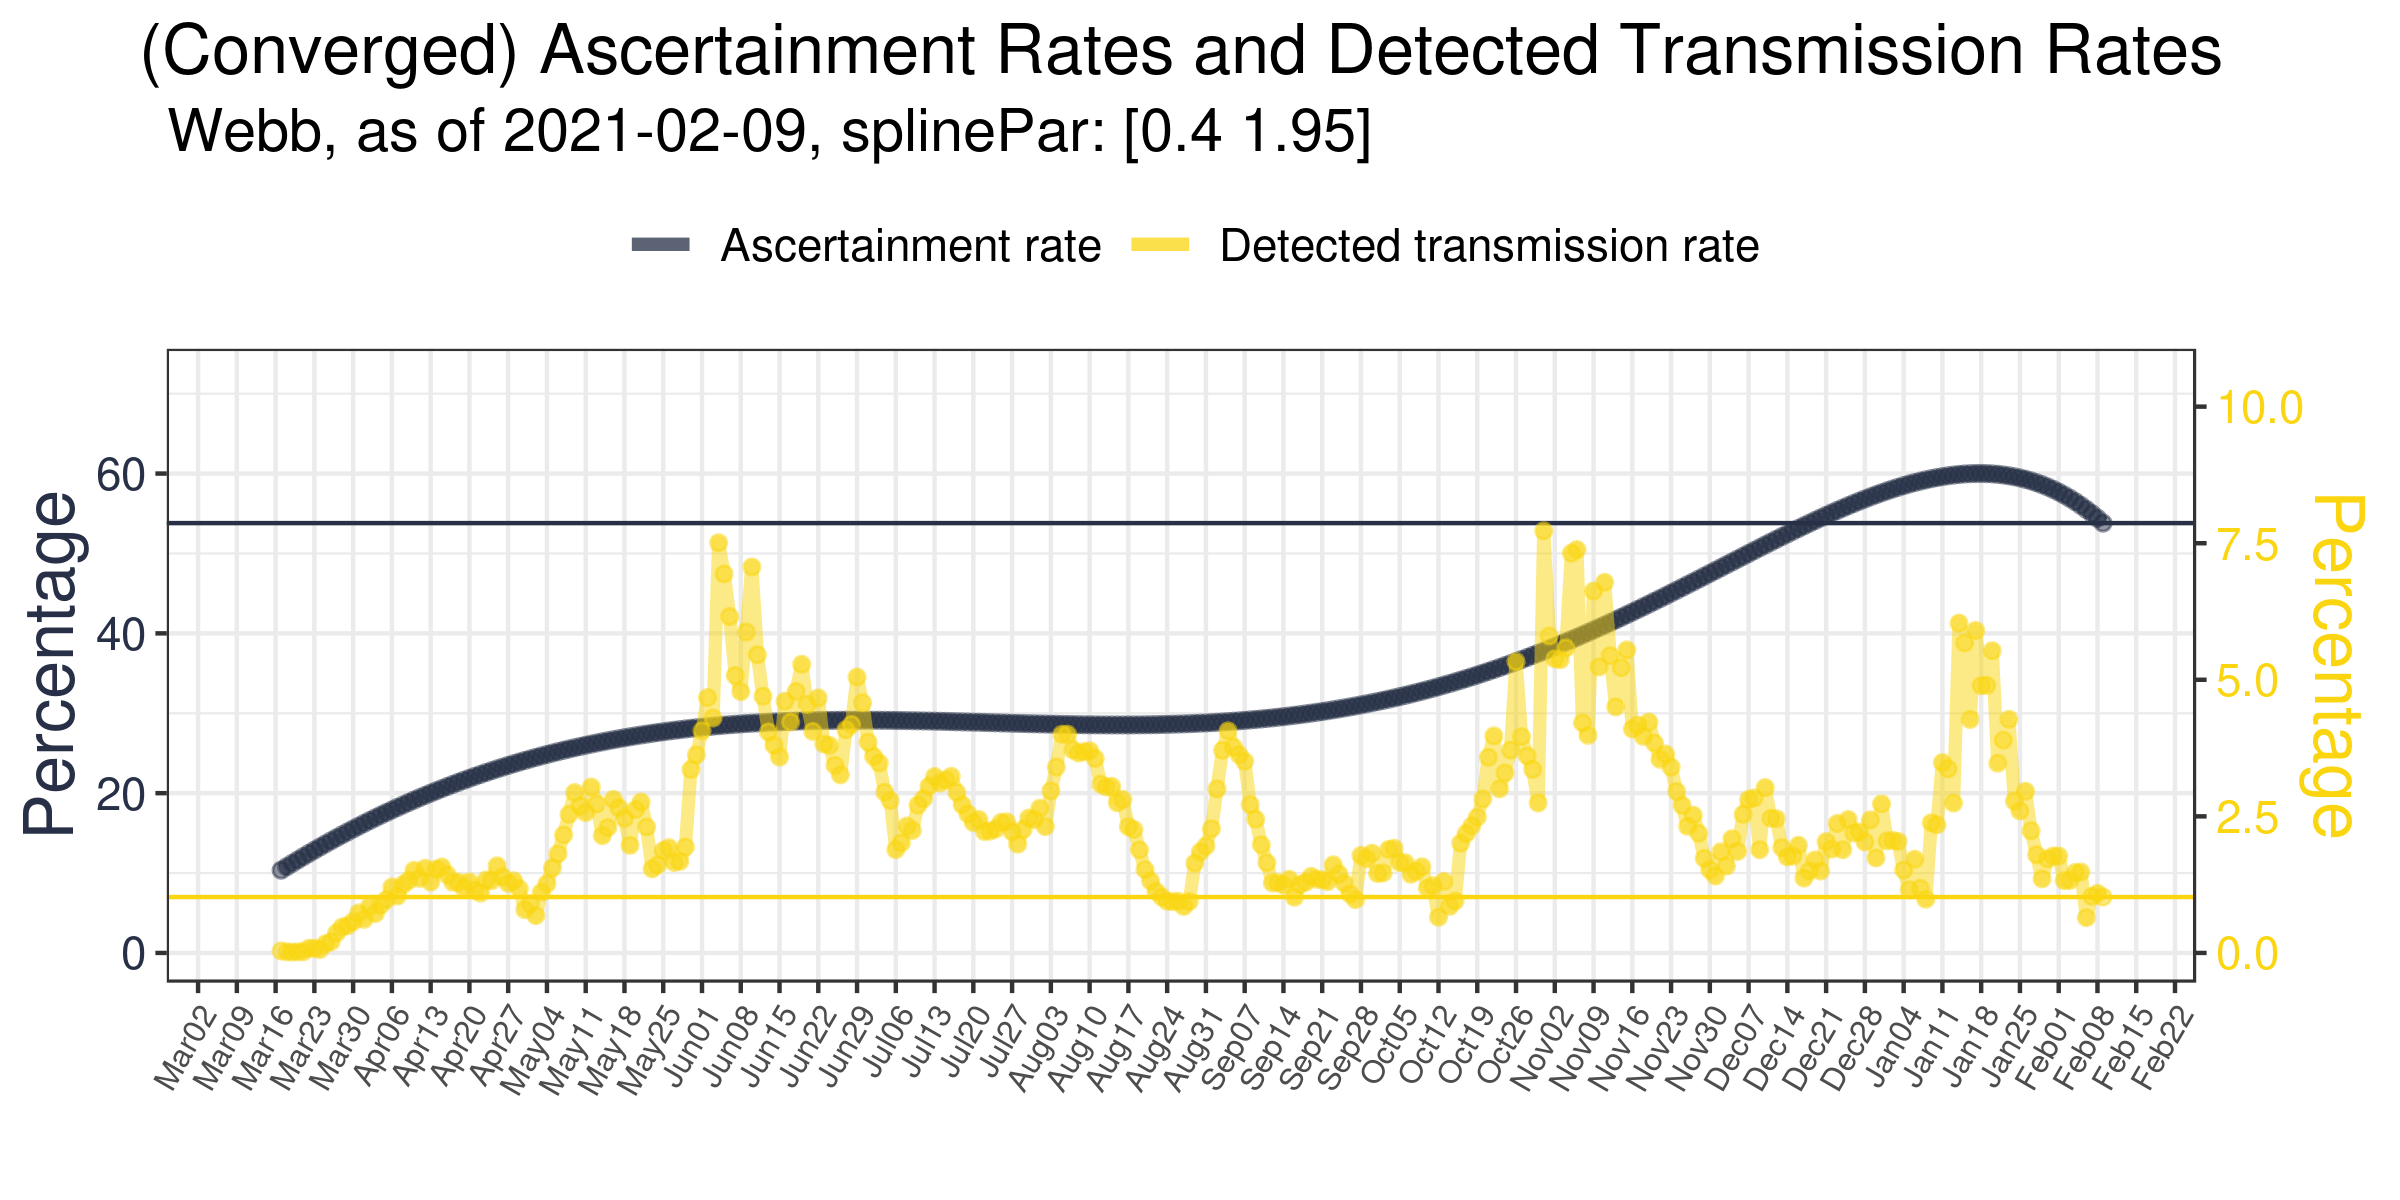 (Converged) Ascertainment Rates and Detected Transmission Rates
Webb, as of 2021-02-09, splinePar: [0.4 1.95]
Ascertainment rate
Detected transmission rate
Percentage
60
40
20
0
10.0
7.5
5.0
2.5
0.0
Percentage
Mar02
Mar09
Mar16
Mar23
Mar30
Apr06
Apr13
Apr20
Apr27
May04
May11
May18
May25
Jun01
Jun08
Jun15
Jun22
Jun29
Jul06
Jul13
Jul20
Jul27
Aug03
Aug10
Aug17
Aug24
Aug31
Sep07
Sep14
Sep21
Sep28
Oct05
Oct12
Oct19
Oct26
Nov02
Nov09
Nov16
Nov23
Nov30
Dec07
Dec14
Dec21
Dec28
Jan04
Jan11
Jan18
Jan25
Feb01
Feb08
Feb15
Feb22